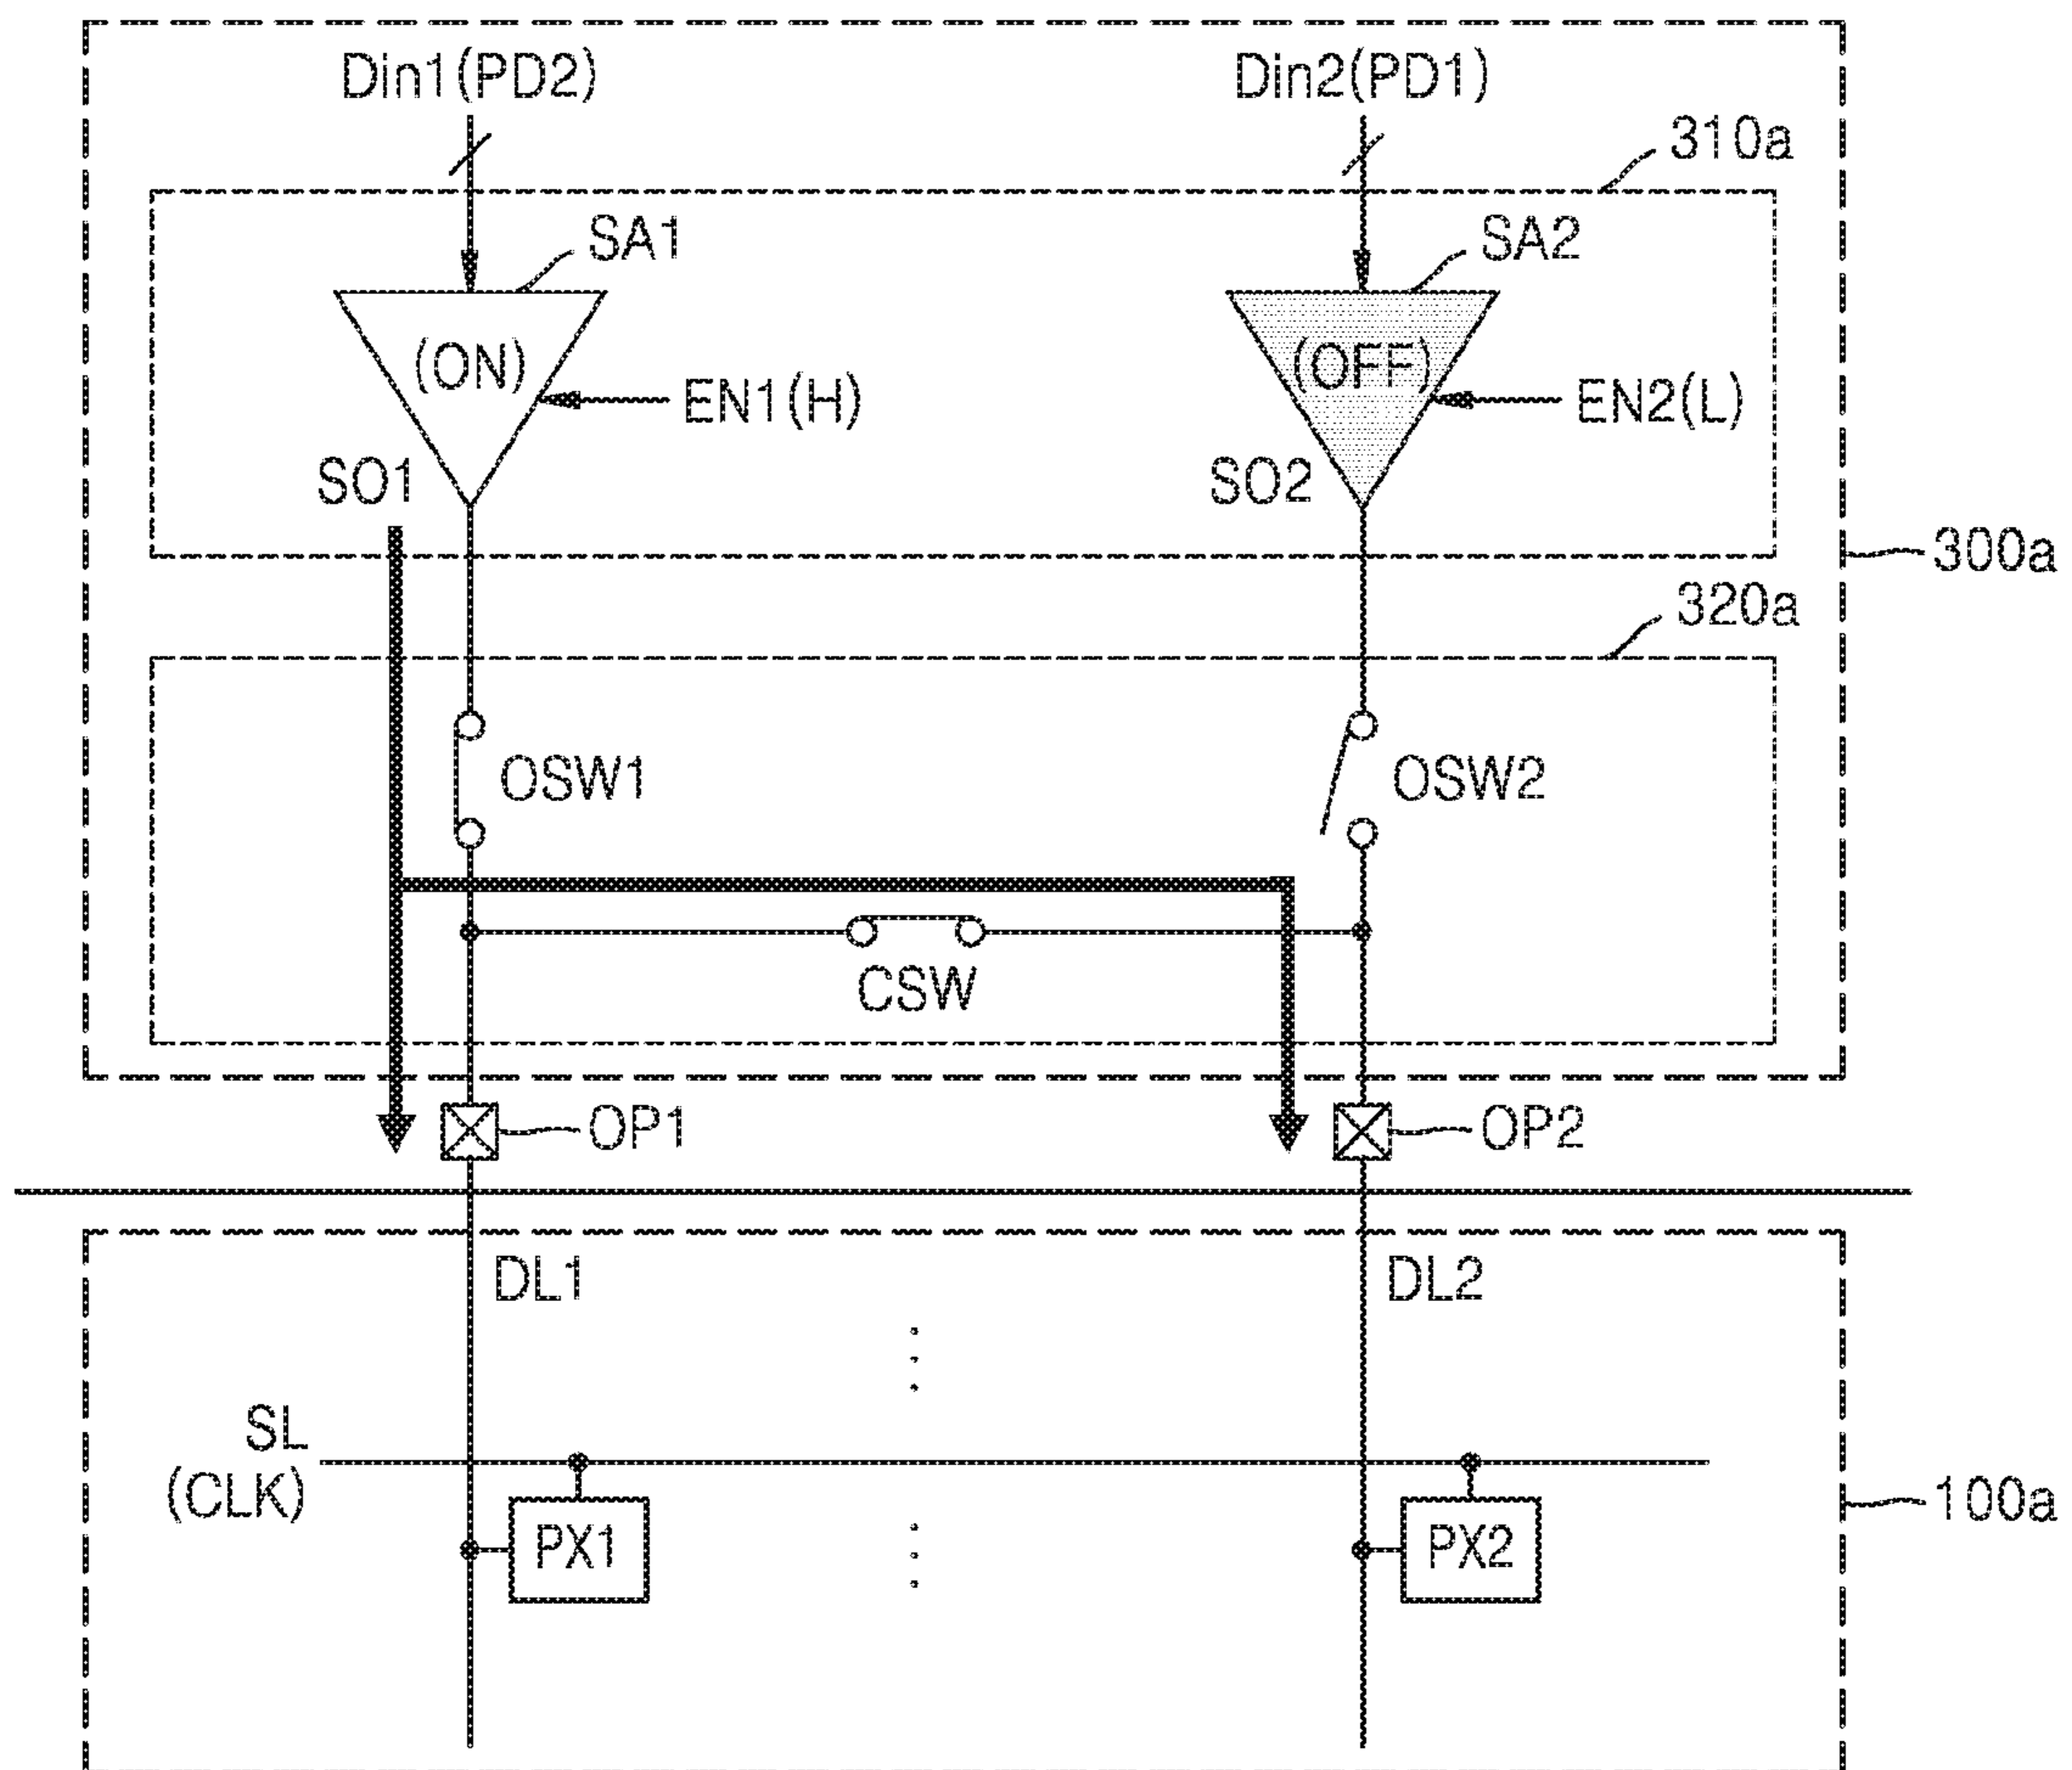 Din1(PD2)
Din2(PD1)
310a
SA1
SA2
(ON)
(OFF)
EN1(H)
EN2(L)
SO1
SO2
300a
320a
OSW1
OSW2
CSW
OP1
OP2
DL1
DL2
SL
(CLK)
100a
PX1
PX2